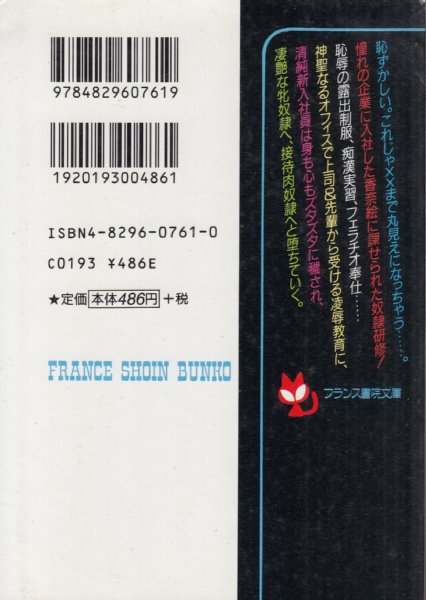 恥ずかしい。これじゃ××まで丸見えになっちゃう……。
憧れの企業に入社した香奈絵に課せられた奴隷研修!
恥辱の露出制服、痴漢実習、フェラチオ奉仕……
神聖なるオフィスで上司&先輩から受ける凌辱教育に、
清純新入社員は身も心もズタズタに穢され、
凄艶な牝奴隷へ、接待肉奴隷へと堕ちていく。
フランス書院文庫
9784829607619
1920193004861
ISBN4-8296-0761-0
C0193 ¥486E
★定価 本体486円 +税
FRANCE SHOIN BUNKO